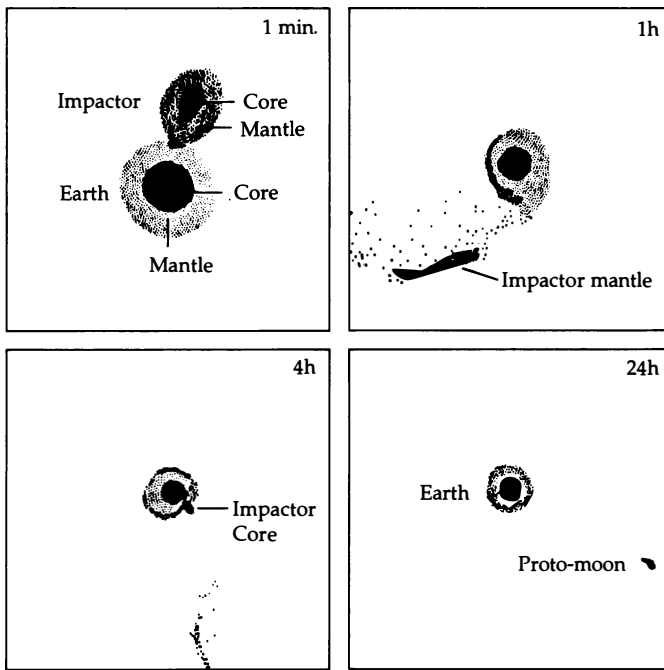 1 min.
Impactor
Core
Mantle
Earth
Core
Mantle
1h
Impactor mantle
4h
Impactor
Core
24h
Earth
Proto-moon